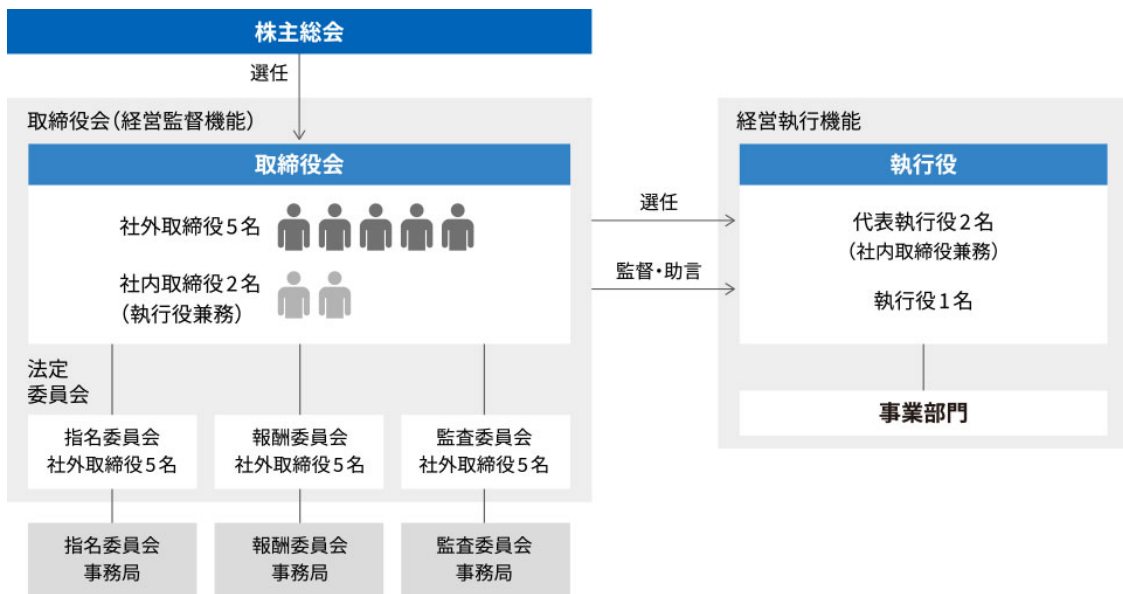 株主総会
選任
取締役会(経営監督機能)
取締役会
社外取締役5名
社内取締役2名
(執行役兼務)
法定
委員会
指名委員会
社外取締役5名
報酬委員会
社外取締役5名
監査委員会
社外取締役5名
指名委員会
事務局
報酬委員会
事務局
監査委員会
事務局
選任
監督・助言
経営執行機能
執行役
代表執行役2名
(社内取締役兼務)
執行役1名
事業部門